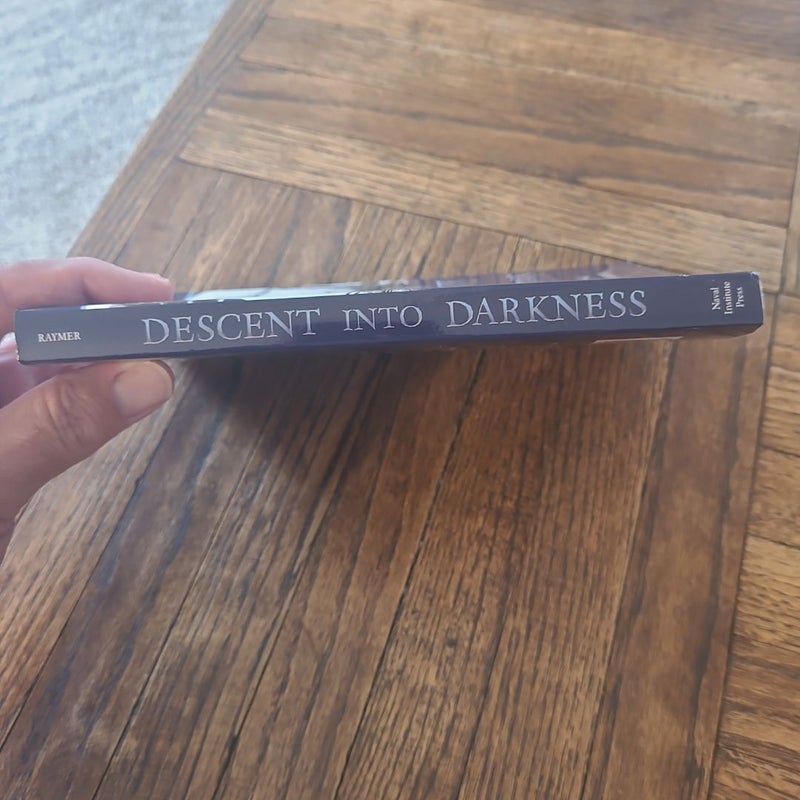 RAYMER
DESCENT INTO DARKNESS
Naval
Institute
Press